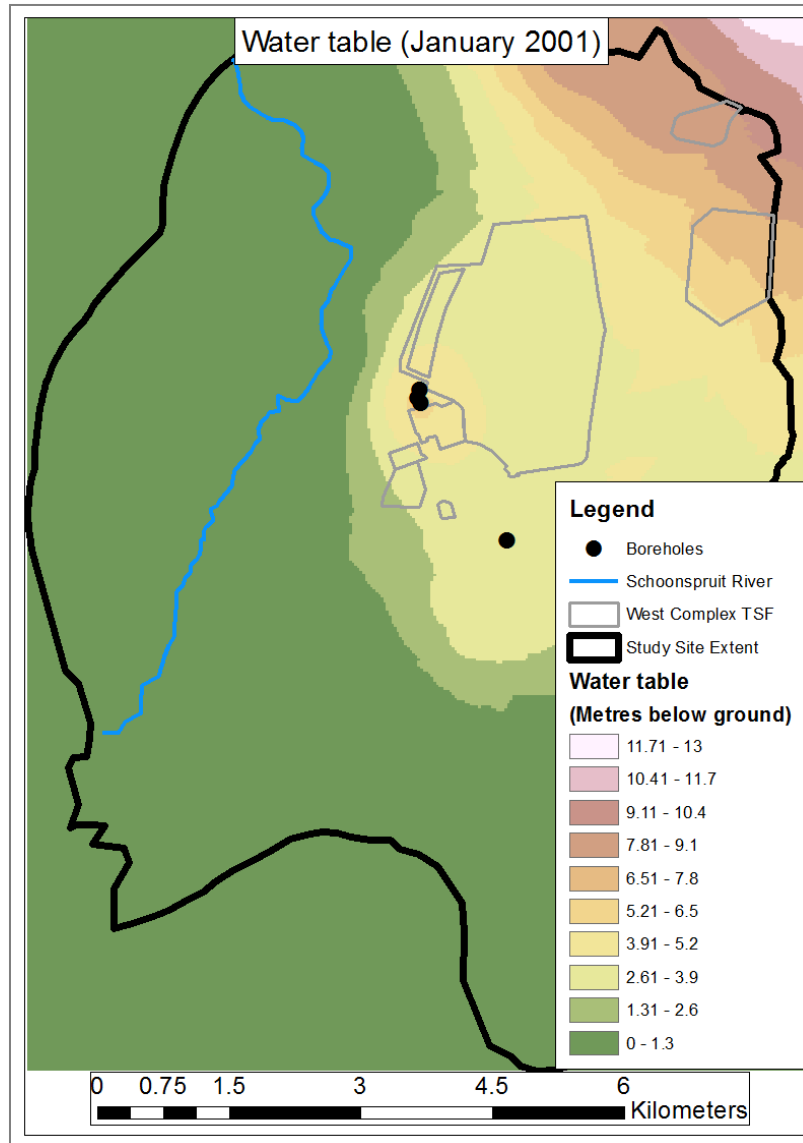 Water table (January 2001)
Legend
Boreholes
Schoonspruit River
West Complex TSF
Study Site Extent
Water table
(Metres below ground)
11.71 - 13
10.41 - 11.7
9.11 - 10.4
7.81 - 9.1
6.51 - 7.8
5.21 - 6.5
3.91 - 5.2
2.61 - 3.9
1.31 - 2.6
0 - 1.3
0 0.75 1.5 3 4.5 6
Kilometers